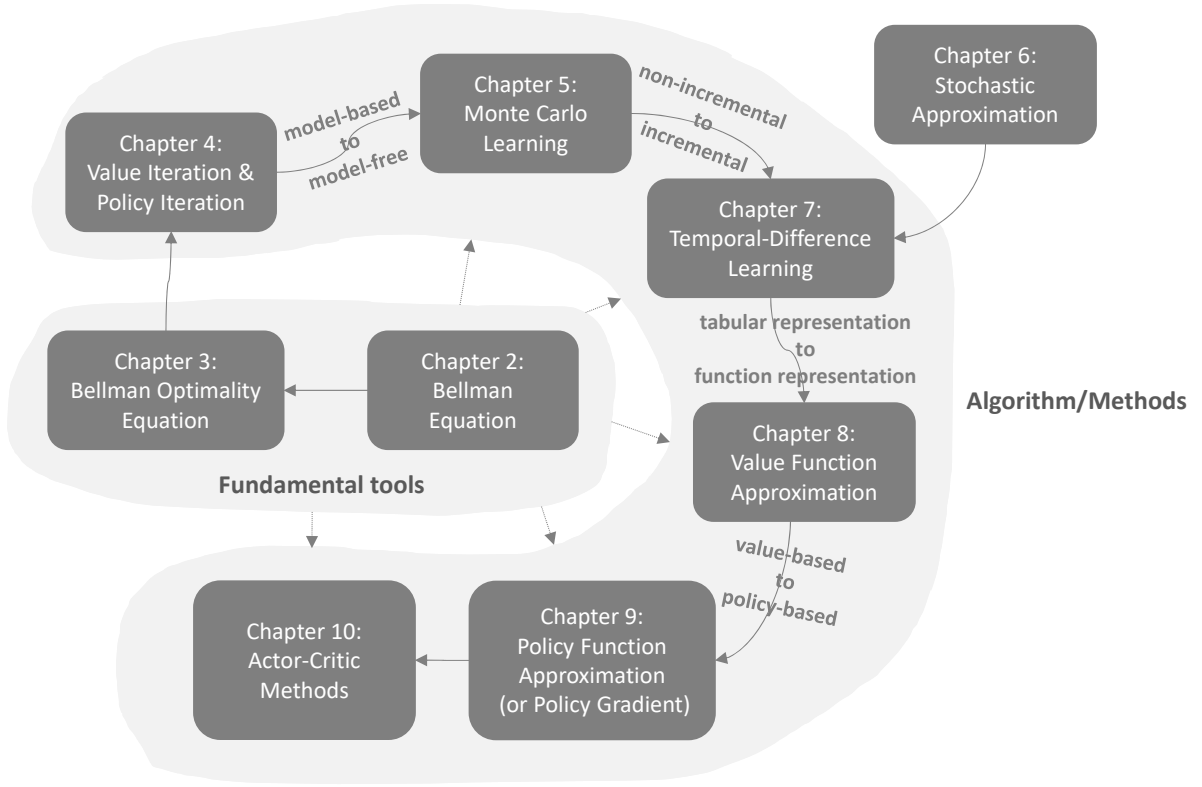 Chapter 4:
Value Iteration &
Policy Iteration
model-based
to
model-free
Chapter 5:
Monte Carlo
Learning
non-incremental
to
incremental
Chapter 6:
Stochastic
Approximation
Chapter 7:
Temporal-Difference
Learning
tabular representation
to
function representation
Chapter 3:
Bellman Optimality
Equation
Chapter 2:
Bellman
Equation
Fundamental tools
Algorithm/Methods
Chapter 8:
Value Function
Approximation
value-based
to
policy-based
Chapter 10:
Actor-Critic
Methods
Chapter 9:
Policy Function
Approximation
(or Policy Gradient)